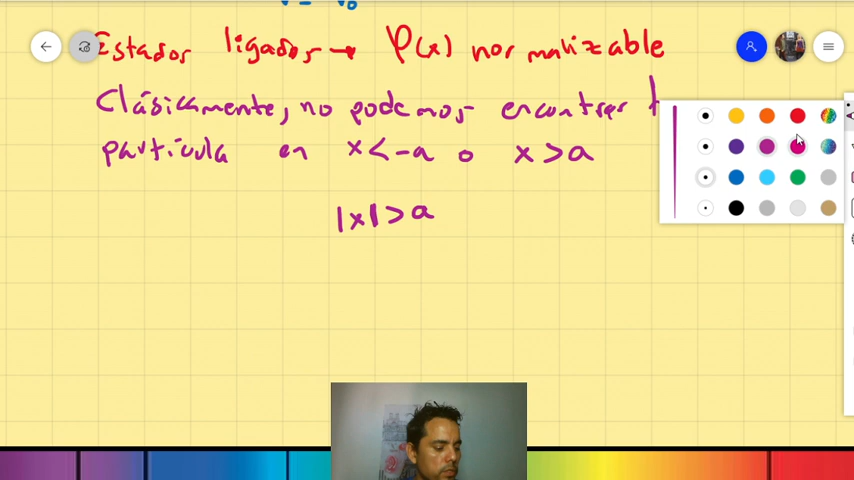 Estados ligados → φ(x) normalizable
Clásicamente, no podemos encontrar
partícula en x<-a o x>a
|x|>a